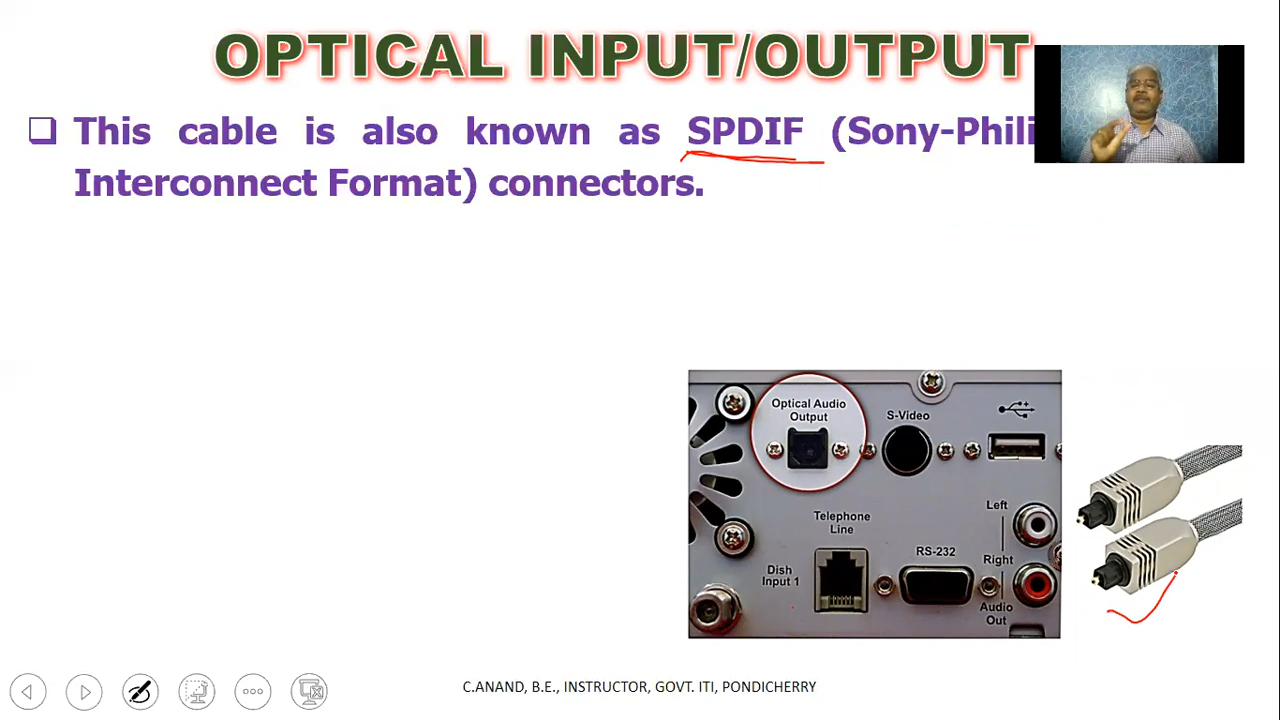 OPTICAL INPUT/OUTPUT
This cable is also known as SPDIF (Sony-Phili
Interconnect Format) connectors.
Optical Audio
Output
S-Video
Telephone
Line
Left
Dish
Input 1
RS-232
Right
Audio
Out
C.ANAND, B.E., INSTRUCTOR, GOVT. ITI, PONDICHERRY